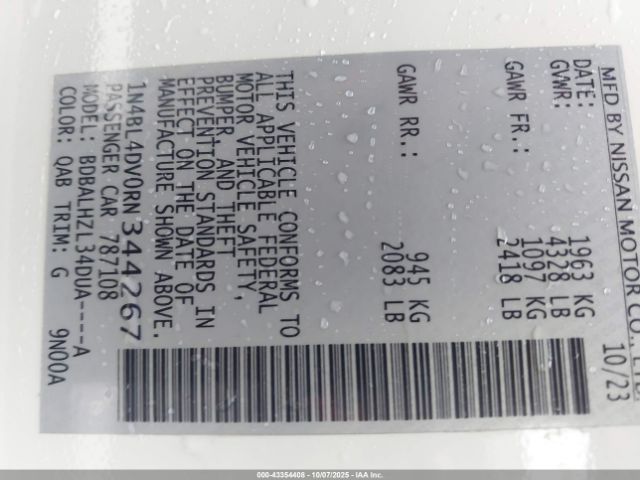 MFD BY NISSAN MOTOR CO., LTD.
DATE: 10/23
GVWR: 1963 KG
4328 LB
GAWR FR.: 1097 KG
2418 LB
GAWR RR.: 945 KG
2083 LB
THIS VEHICLE CONFORMS TO
ALL APPLICABLE FEDERAL
MOTOR VEHICLE SAFETY,
BUMPER AND THEFT
PREVENTION STANDARDS IN
EFFECT ON THE DATE OF
MANUFACTURE SHOWN ABOVE.
1N4BL4DV0RN344267
PASSENGER CAR 787108
MODEL: BDBALHZL34DUA----A
COLOR: QAB TRIM: G 9N00A
000-43354408 - 10/07/2025 - IAA Inc.